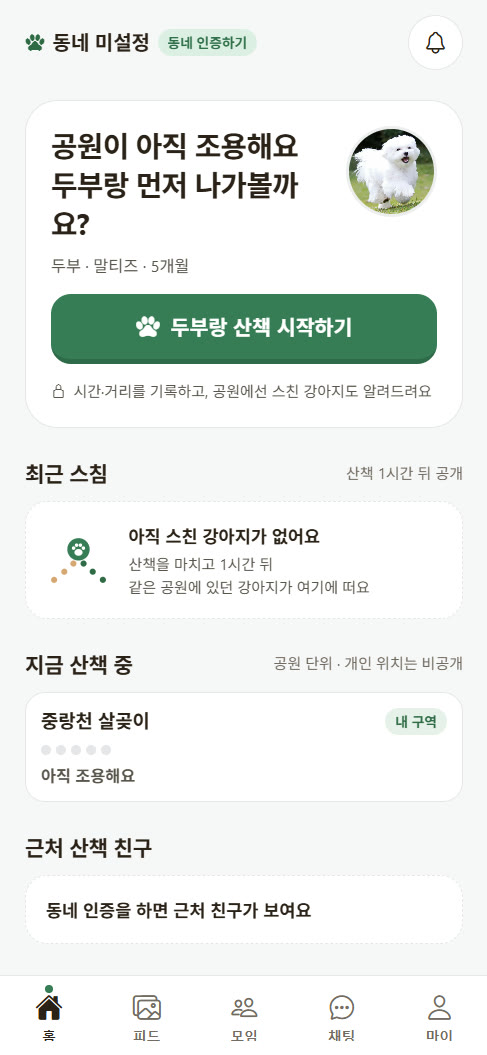 동네 미설정 동네 인증하기
공원이 아직 조용해요
두부랑 먼저 나가볼까
요?
두부 · 말티즈 · 5개월
두부랑 산책 시작하기
시간·거리를 기록하고, 공원에선 스친 강아지도 알려드려요
최근 스침 산책 1시간 뒤 공개
아직 스친 강아지가 없어요
산책을 마치고 1시간 뒤
같은 공원에 있던 강아지가 여기에 떠요
지금 산책 중 공원 단위 · 개인 위치는 비공개
중랑천 살곶이 내 구역
아직 조용해요
근처 산책 친구
동네 인증을 하면 근처 친구가 보여요
홈 피드 모임 채팅 마이